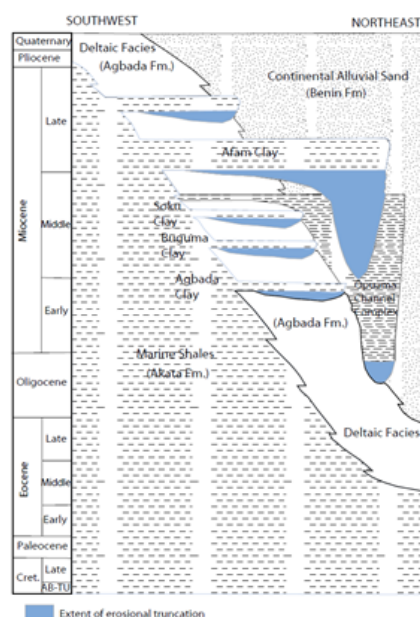 SOUTHWEST
NORTHEAST
Quaternary
Pliocene
Miocene
Late
Middle
Early
Oligocene
Eocene
Late
Middle
Early
Paleocene
Cret.
Late
AB-TU
Deltaic Facies
(Agbada Fm.)
Continental Alluvial Sand
(Benin Fm)
Afam Clay
Soku
Clay
Buguma
Clay
Agbada
Clay
Opuama
Channel
Complex
(Agbada Fm.)
Marine Shales
(Akata Fm.)
Deltaic Facies
Extent of erosional truncation